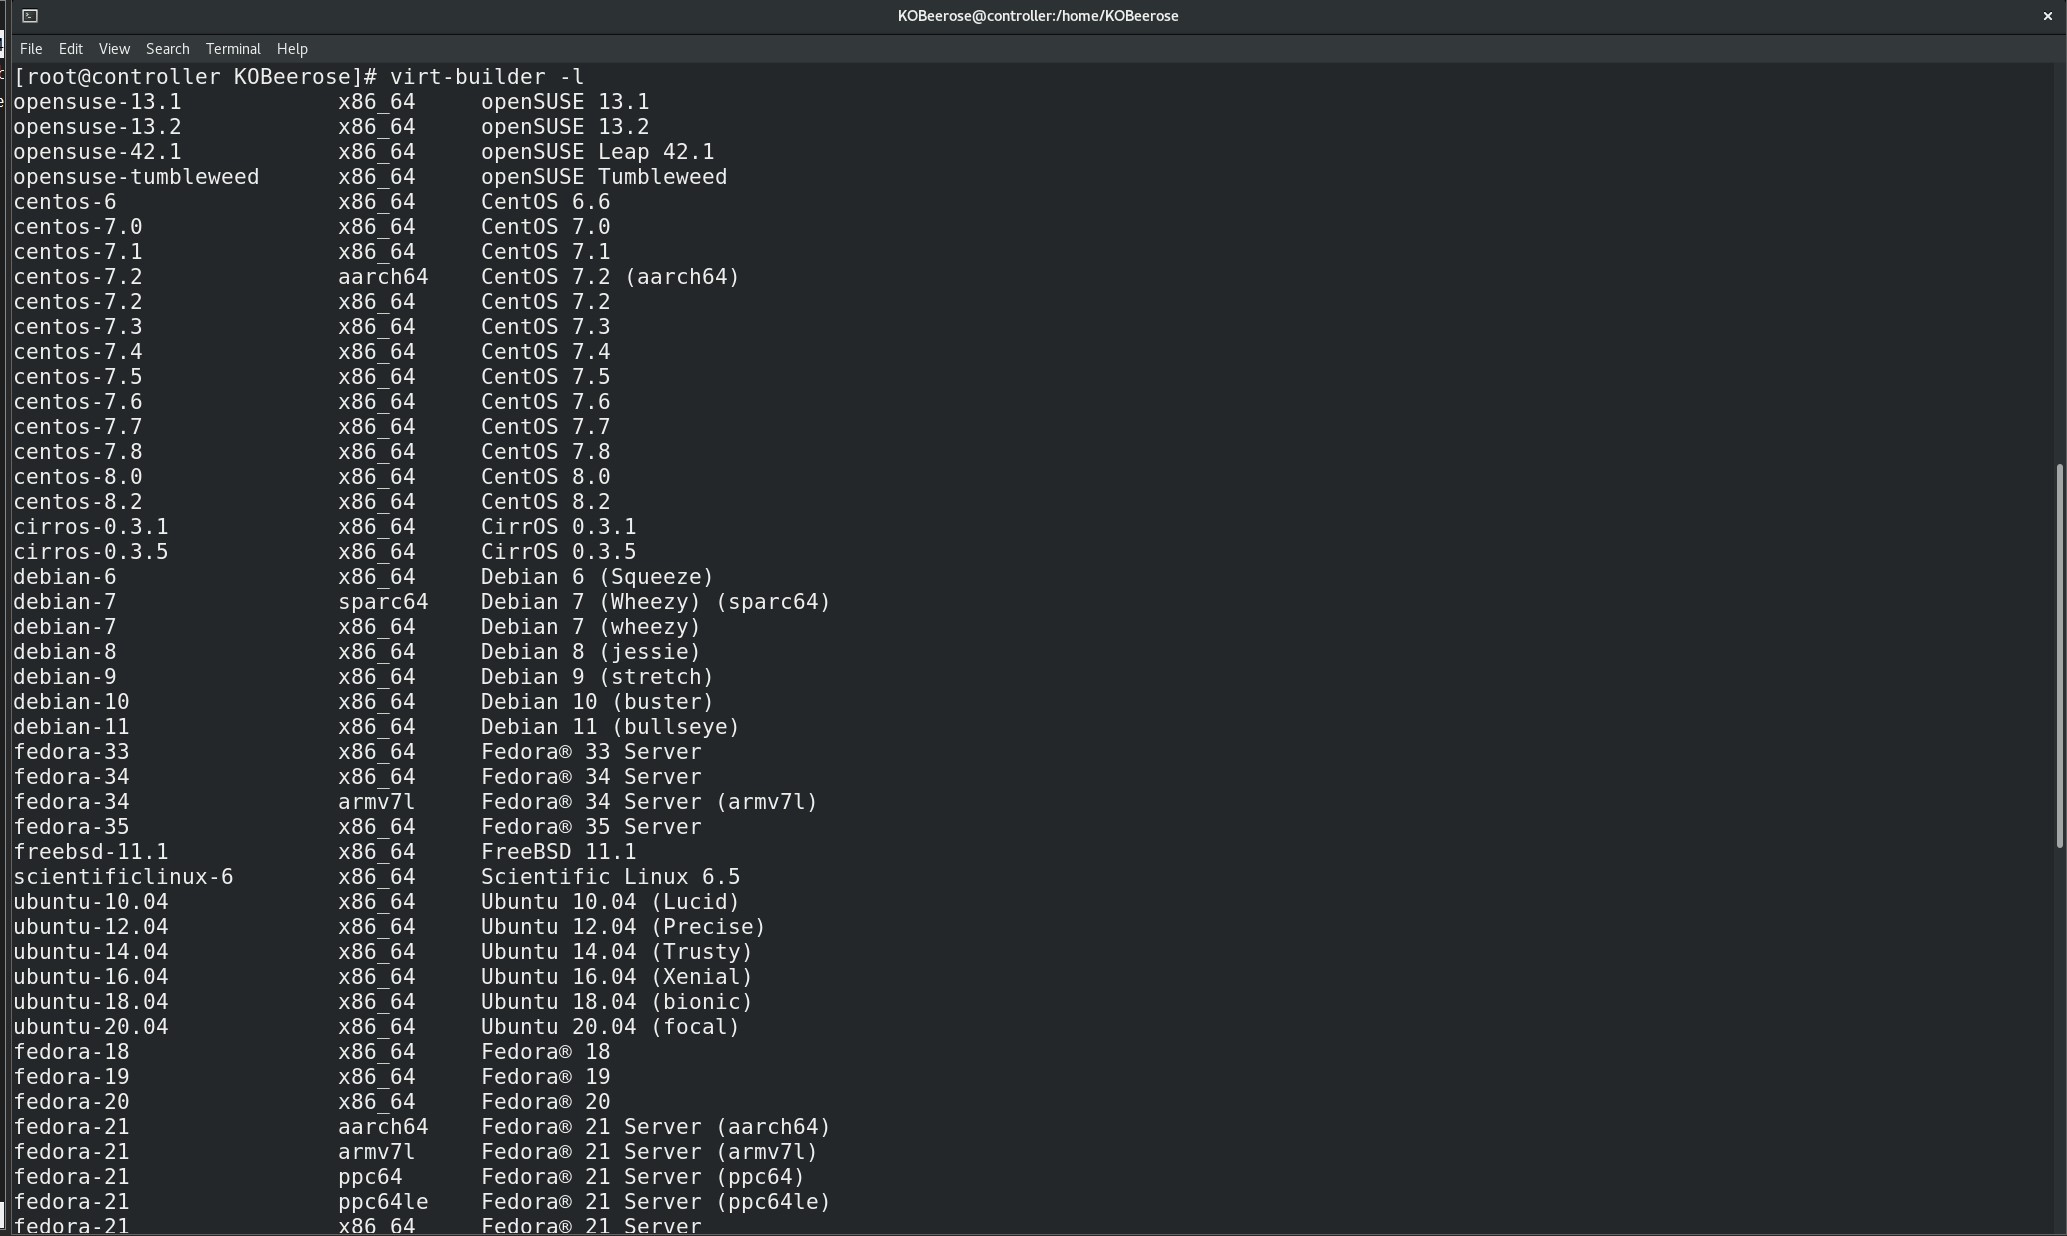 KOBeerose@controller:/home/KOBeerose
File Edit View Search Terminal Help
[root@controller KOBeerose]# virt-builder -l
opensuse-13.1 x86_64 openSUSE 13.1
opensuse-13.2 x86_64 openSUSE 13.2
opensuse-42.1 x86_64 openSUSE Leap 42.1
opensuse-tumbleweed x86_64 openSUSE Tumbleweed
centos-6 x86_64 CentOS 6.6
centos-7.0 x86_64 CentOS 7.0
centos-7.1 x86_64 CentOS 7.1
centos-7.2 aarch64 CentOS 7.2 (aarch64)
centos-7.2 x86_64 CentOS 7.2
centos-7.3 x86_64 CentOS 7.3
centos-7.4 x86_64 CentOS 7.4
centos-7.5 x86_64 CentOS 7.5
centos-7.6 x86_64 CentOS 7.6
centos-7.7 x86_64 CentOS 7.7
centos-7.8 x86_64 CentOS 7.8
centos-8.0 x86_64 CentOS 8.0
centos-8.2 x86_64 CentOS 8.2
cirros-0.3.1 x86_64 CirrOS 0.3.1
cirros-0.3.5 x86_64 CirrOS 0.3.5
debian-6 x86_64 Debian 6 (Squeeze)
debian-7 sparc64 Debian 7 (Wheezy) (sparc64)
debian-7 x86_64 Debian 7 (wheezy)
debian-8 x86_64 Debian 8 (jessie)
debian-9 x86_64 Debian 9 (stretch)
debian-10 x86_64 Debian 10 (buster)
debian-11 x86_64 Debian 11 (bullseye)
fedora-33 x86_64 Fedora® 33 Server
fedora-34 x86_64 Fedora® 34 Server
fedora-34 armv7l Fedora® 34 Server (armv7l)
fedora-35 x86_64 Fedora® 35 Server
freebsd-11.1 x86_64 FreeBSD 11.1
scientificlinux-6 x86_64 Scientific Linux 6.5
ubuntu-10.04 x86_64 Ubuntu 10.04 (Lucid)
ubuntu-12.04 x86_64 Ubuntu 12.04 (Precise)
ubuntu-14.04 x86_64 Ubuntu 14.04 (Trusty)
ubuntu-16.04 x86_64 Ubuntu 16.04 (Xenial)
ubuntu-18.04 x86_64 Ubuntu 18.04 (bionic)
ubuntu-20.04 x86_64 Ubuntu 20.04 (focal)
fedora-18 x86_64 Fedora® 18
fedora-19 x86_64 Fedora® 19
fedora-20 x86_64 Fedora® 20
fedora-21 aarch64 Fedora® 21 Server (aarch64)
fedora-21 armv7l Fedora® 21 Server (armv7l)
fedora-21 ppc64 Fedora® 21 Server (ppc64)
fedora-21 ppc64le Fedora® 21 Server (ppc64le)
fedora-21 x86_64 Fedora® 21 Server